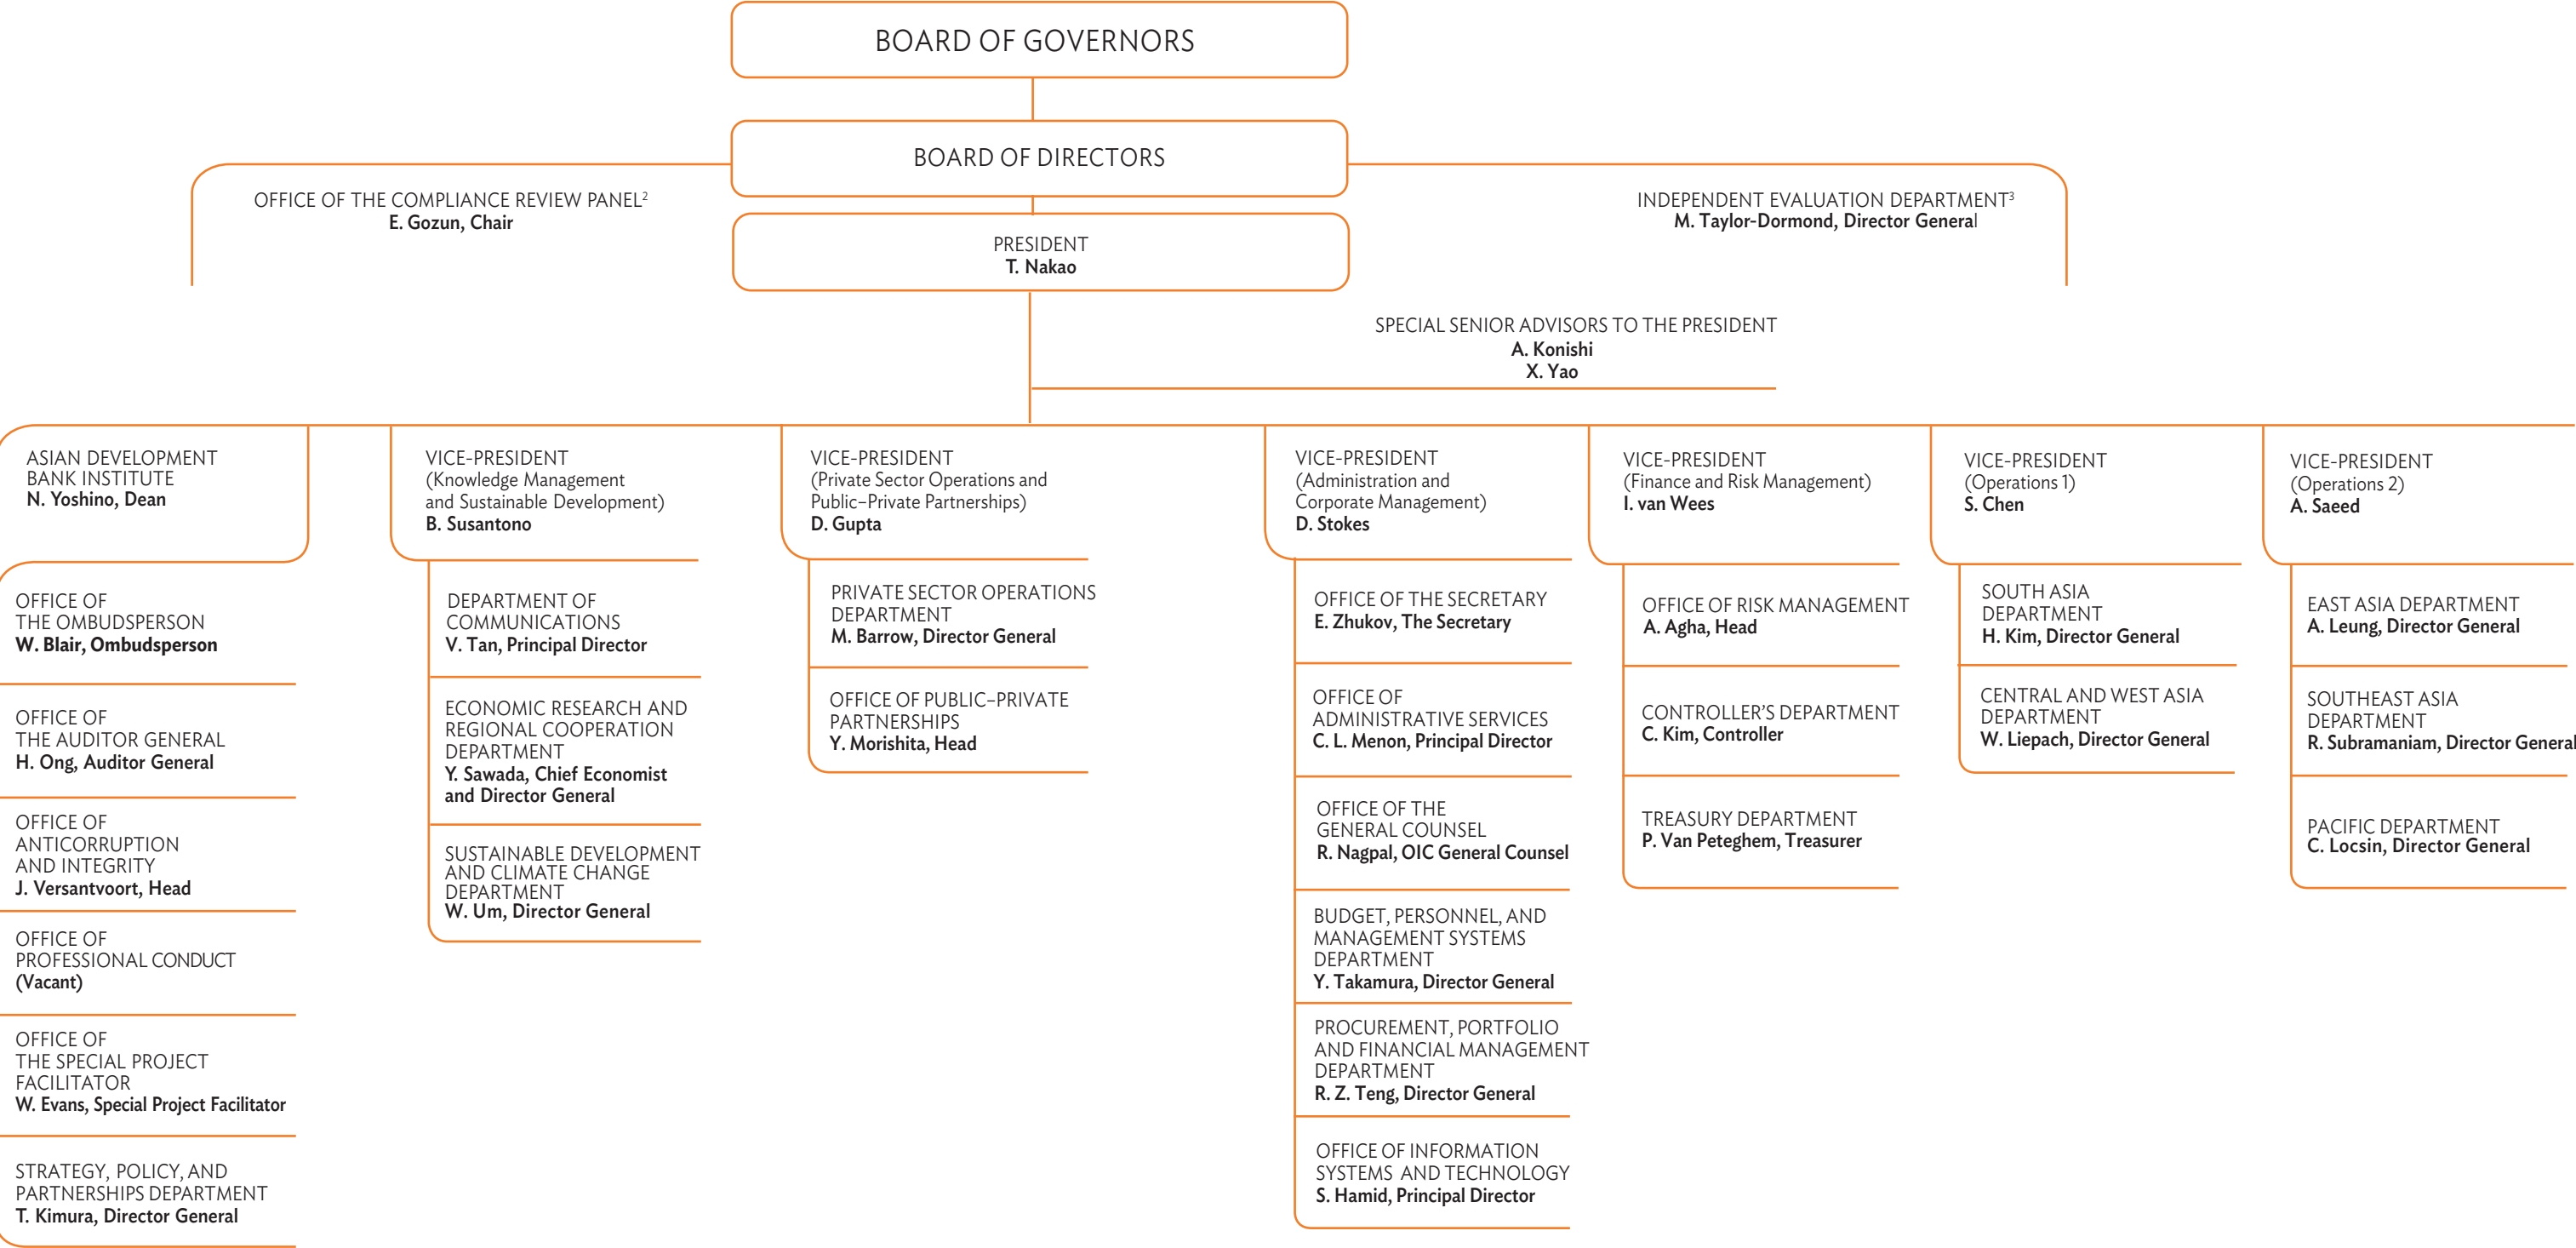 BOARD OF GOVERNORS
BOARD OF DIRECTORS
OFFICE OF THE COMPLIANCE REVIEW PANEL²
E. Gozun, Chair
INDEPENDENT EVALUATION DEPARTMENT³
M. Taylor-Dormond, Director General
PRESIDENT
T. Nakao
SPECIAL SENIOR ADVISORS TO THE PRESIDENT
A. Konishi
X. Yao
ASIAN DEVELOPMENT
BANK INSTITUTE
N. Yoshino, Dean
OFFICE OF
THE OMBUDSPERSON
W. Blair, Ombudsperson
OFFICE OF
THE AUDITOR GENERAL
H. Ong, Auditor General
OFFICE OF
ANTICORRUPTION
AND INTEGRITY
J. Versantvoort, Head
OFFICE OF
PROFESSIONAL CONDUCT
(Vacant)
OFFICE OF
THE SPECIAL PROJECT
FACILITATOR
W. Evans, Special Project Facilitator
STRATEGY, POLICY, AND
PARTNERSHIPS DEPARTMENT
T. Kimura, Director General
VICE-PRESIDENT
(Knowledge Management
and Sustainable Development)
B. Susantono
DEPARTMENT OF
COMMUNICATIONS
V. Tan, Principal Director
ECONOMIC RESEARCH AND
REGIONAL COOPERATION
DEPARTMENT
Y. Sawada, Chief Economist
and Director General
SUSTAINABLE DEVELOPMENT
AND CLIMATE CHANGE
DEPARTMENT
W. Um, Director General
VICE-PRESIDENT
(Private Sector Operations and
Public–Private Partnerships)
D. Gupta
PRIVATE SECTOR OPERATIONS
DEPARTMENT
M. Barrow, Director General
OFFICE OF PUBLIC–PRIVATE
PARTNERSHIPS
Y. Morishita, Head
VICE-PRESIDENT
(Administration and
Corporate Management)
D. Stokes
OFFICE OF THE SECRETARY
E. Zhukov, The Secretary
OFFICE OF
ADMINISTRATIVE SERVICES
C. L. Menon, Principal Director
OFFICE OF THE
GENERAL COUNSEL
R. Nagpal, OIC General Counsel
BUDGET, PERSONNEL, AND
MANAGEMENT SYSTEMS
DEPARTMENT
Y. Takamura, Director General
PROCUREMENT, PORTFOLIO
AND FINANCIAL MANAGEMENT
DEPARTMENT
R. Z. Teng, Director General
OFFICE OF INFORMATION
SYSTEMS AND TECHNOLOGY
S. Hamid, Principal Director
VICE-PRESIDENT
(Finance and Risk Management)
I. van Wees
OFFICE OF RISK MANAGEMENT
A. Agha, Head
CONTROLLER'S DEPARTMENT
C. Kim, Controller
TREASURY DEPARTMENT
P. Van Peteghem, Treasurer
VICE-PRESIDENT
(Operations 1)
S. Chen
SOUTH ASIA
DEPARTMENT
H. Kim, Director General
CENTRAL AND WEST ASIA
DEPARTMENT
W. Liepach, Director General
VICE-PRESIDENT
(Operations 2)
A. Saeed
EAST ASIA DEPARTMENT
A. Leung, Director General
SOUTHEAST ASIA
DEPARTMENT
R. Subramaniam, Director General
PACIFIC DEPARTMENT
C. Locsin, Director General